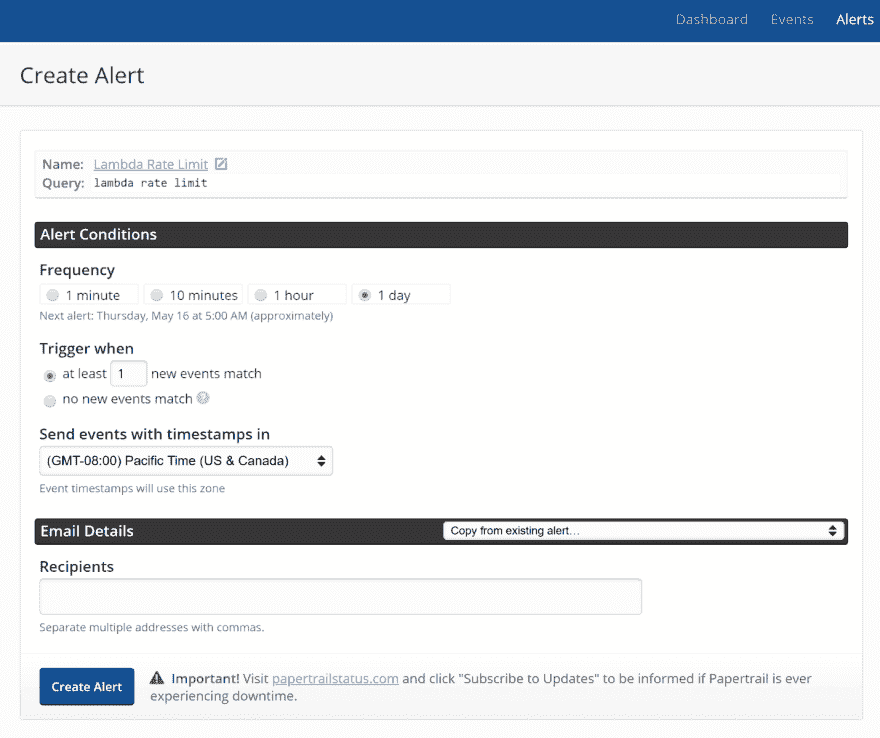 Dashboard Events Alerts
Create Alert
Name: Lambda Rate Limit
Query: lambda rate limit
Alert Conditions
Frequency
1 minute 10 minutes 1 hour 1 day
Next alert: Thursday, May 16 at 5:00 AM (approximately)
Trigger when
at least 1 new events match
no new events match
Send events with timestamps in
(GMT-08:00) Pacific Time (US & Canada)
Event timestamps will use this zone
Email Details Copy from existing alert...
Recipients
Separate multiple addresses with commas.
Create Alert
Important! Visit papertrailstatus.com and click "Subscribe to Updates" to be informed if Papertrail is ever
experiencing downtime.